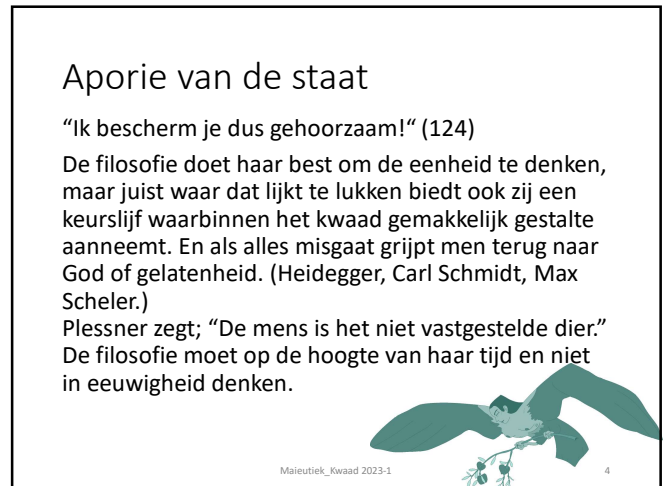 Aporie van de staat
“Ik bescherm je dus gehoorzaam!“ (124)
De filosofie doet haar best om de eenheid te denken,
maar juist waar dat lijkt te lukken biedt ook zij een
keurslijf waarbinnen het kwaad gemakkelijk gestalte
aanneemt. En als alles misgaat grijpt men terug naar
God of gelatenheid. (Heidegger, Carl Schmidt, Max
Scheler.)
Plessner zegt; “De mens is het niet vastgestelde dier.”
De filosofie moet op de hoogte van haar tijd en niet
in eeuwigheid denken.
Maieutiek_Kwaad 2023-1
4